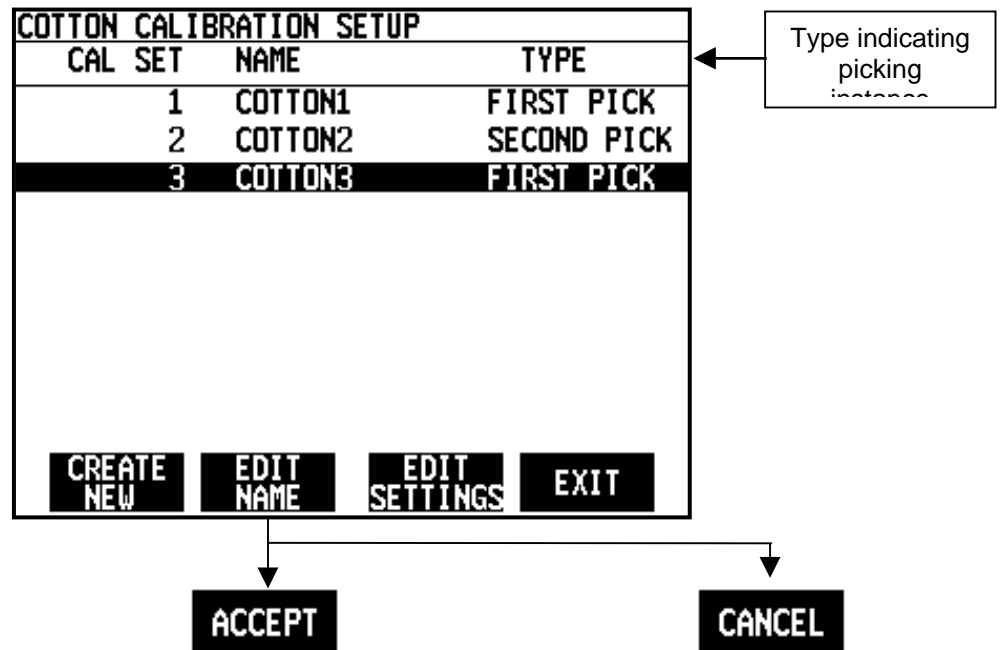 COTTON CALIBRATION SETUP
CAL SET NAME TYPE
1 COTTON1 FIRST PICK
2 COTTON2 SECOND PICK
3 COTTON3 FIRST PICK
Type indicating
picking
CREATE NEW
EDIT NAME
EDIT SETTINGS
EXIT
ACCEPT
CANCEL